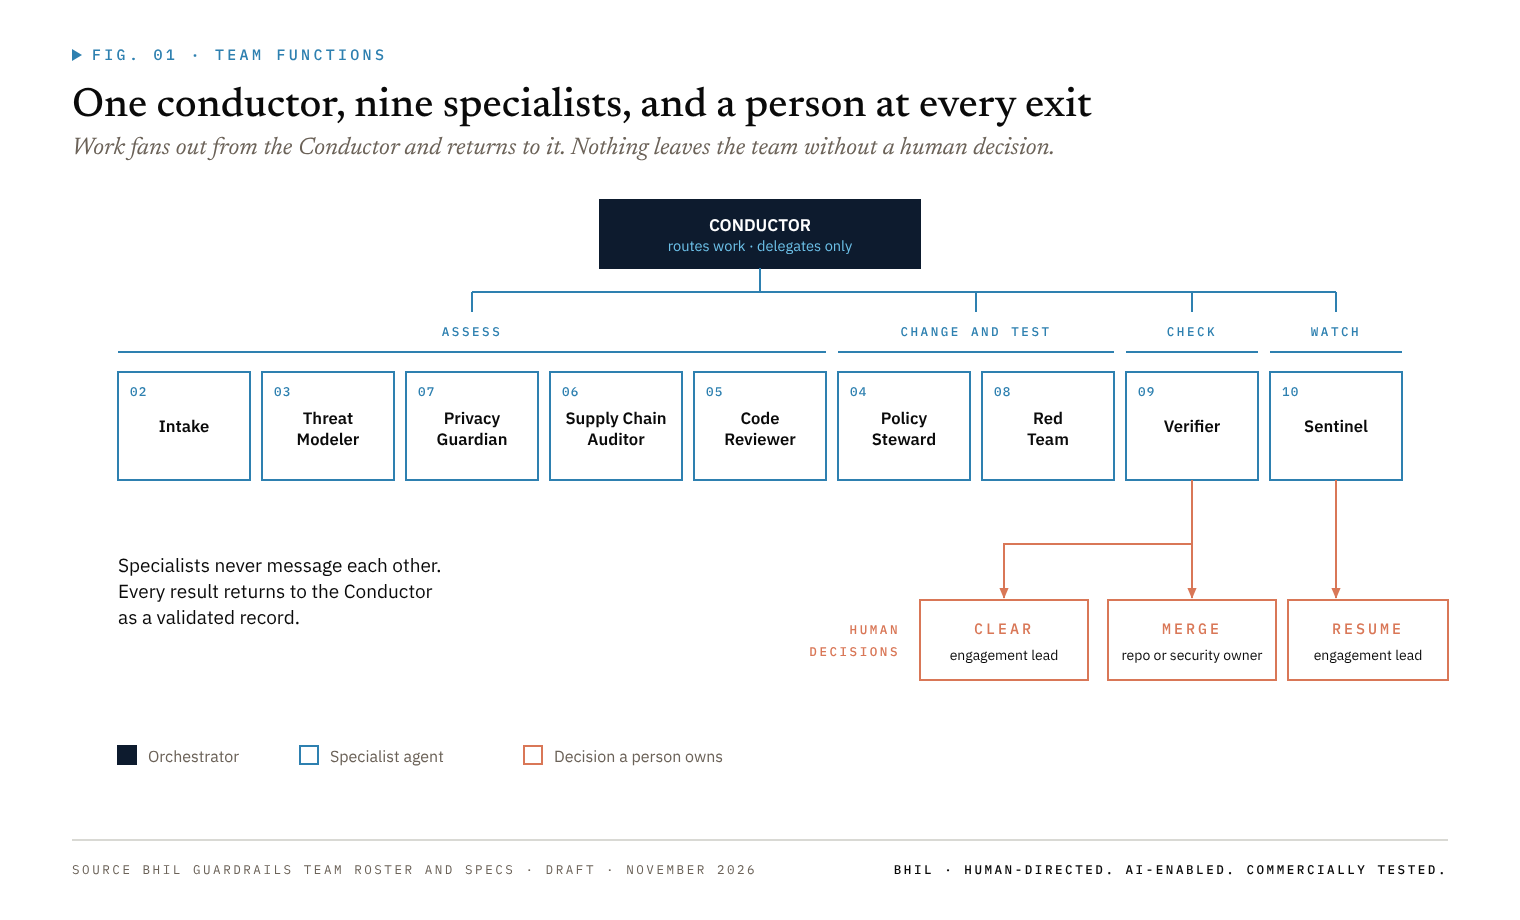 FIG. 01 · TEAM FUNCTIONS
One conductor, nine specialists, and a person at every exit
Work fans out from the Conductor and returns to it. Nothing leaves the team without a human decision.
CONDUCTOR
routes work · delegates only
ASSESS
CHANGE AND TEST
CHECK
WATCH
02
Intake
03
Threat
Modeler
07
Privacy
Guardian
06
Supply Chain
Auditor
05
Code
Reviewer
04
Policy
Steward
08
Red
Team
09
Verifier
10
Sentinel
Specialists never message each other.
Every result returns to the Conductor
as a validated record.
HUMAN
DECISIONS
CLEAR
engagement lead
MERGE
repo or security owner
RESUME
engagement lead
Orchestrator
Specialist agent
Decision a person owns
SOURCE BHIL GUARDRAILS TEAM ROSTER AND SPECS · DRAFT · NOVEMBER 2026
BHIL · HUMAN-DIRECTED. AI-ENABLED. COMMERCIALLY TESTED.